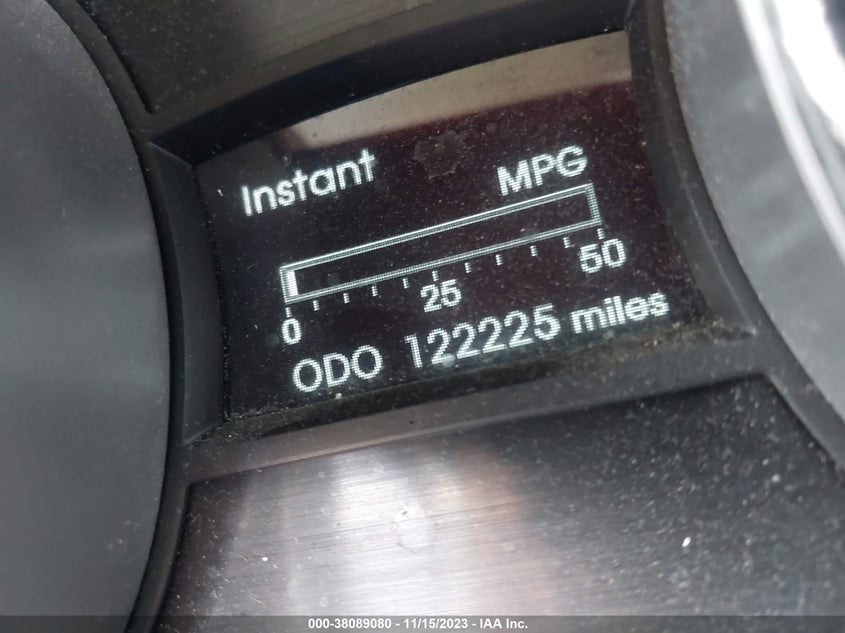 Instant MPG
0 25 50
ODO 122225 miles
000-38089080 - 11/15/2023 - IAA Inc.